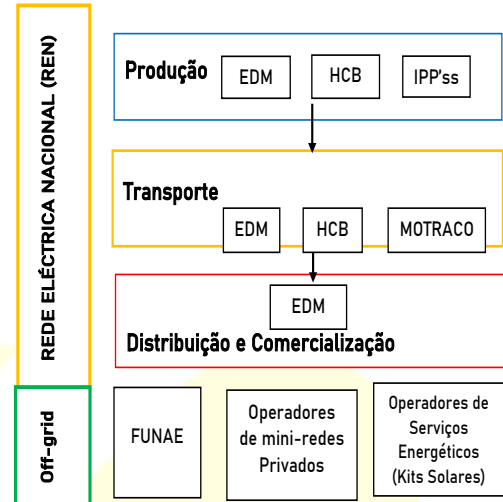 REDE ELÉCTRICA NACIONAL (REN)
Produção
EDM
HCB
IPP'ss
Transporte
EDM
HCB
MOTRACO
EDM
Distribuição e Comercialização
Off-grid
FUNAE
Operadores
de mini-redes
Privados
Operadores de
Serviços
Energéticos
(Kits Solares)